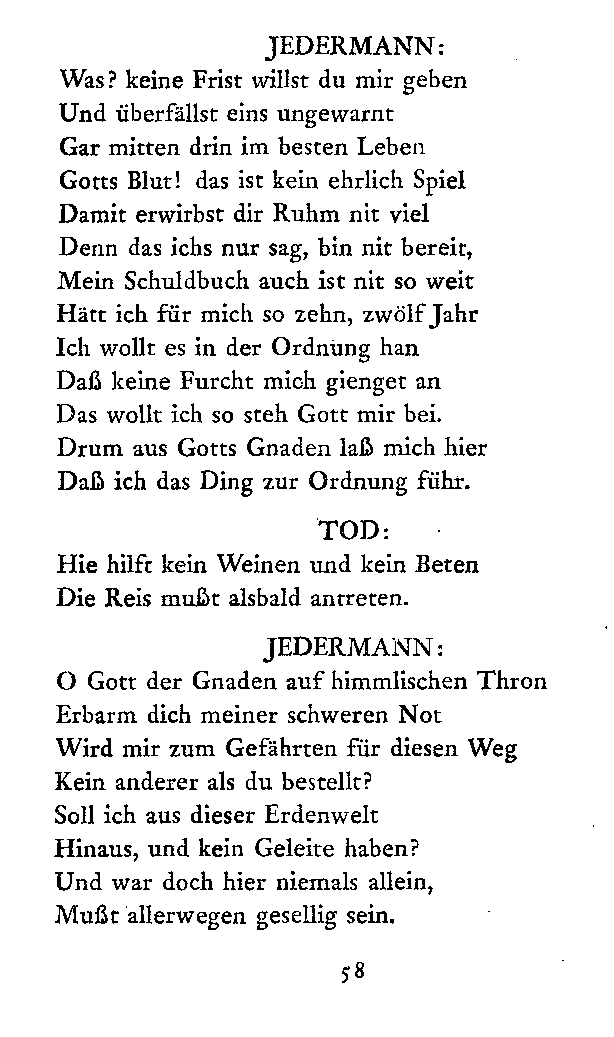 JEDERMANN:
Was? keine Frist willst du mir geben
Und überfällst eins ungewarnt
Gar mitten drin im besten Leben
Gotts Blut! das ist kein ehrlich Spiel
Damit erwirbst dir Ruhm nit viel
Denn das ichs nur sag, bin nit bereit,
Mein Schuldbuch auch ist nit so weit
Hätt ich für mich so zehn, zwölf Jahr
Ich wollt es in der Ordnung han
Daß keine Furcht mich gienget an
Das wollt ich so steh Gott mir bei.
Drum aus Gotts Gnaden laß mich hier
Daß ich das Ding zur Ordnung führ.
TOD:
Hie hilft kein Weinen und kein Beten
Die Reis mußt alsbald antreten.
JEDERMANN:
O Gott der Gnaden auf himmlischen Thron
Erbarm dich meiner schweren Not
Wird mir zum Gefährten für diesen Weg
Kein anderer als du bestellt?
Soll ich aus dieser Erdenwelt
Hinaus, und kein Geleite haben?
Und war doch hier niemals allein,
Mußt allerwegen gesellig sein.
58